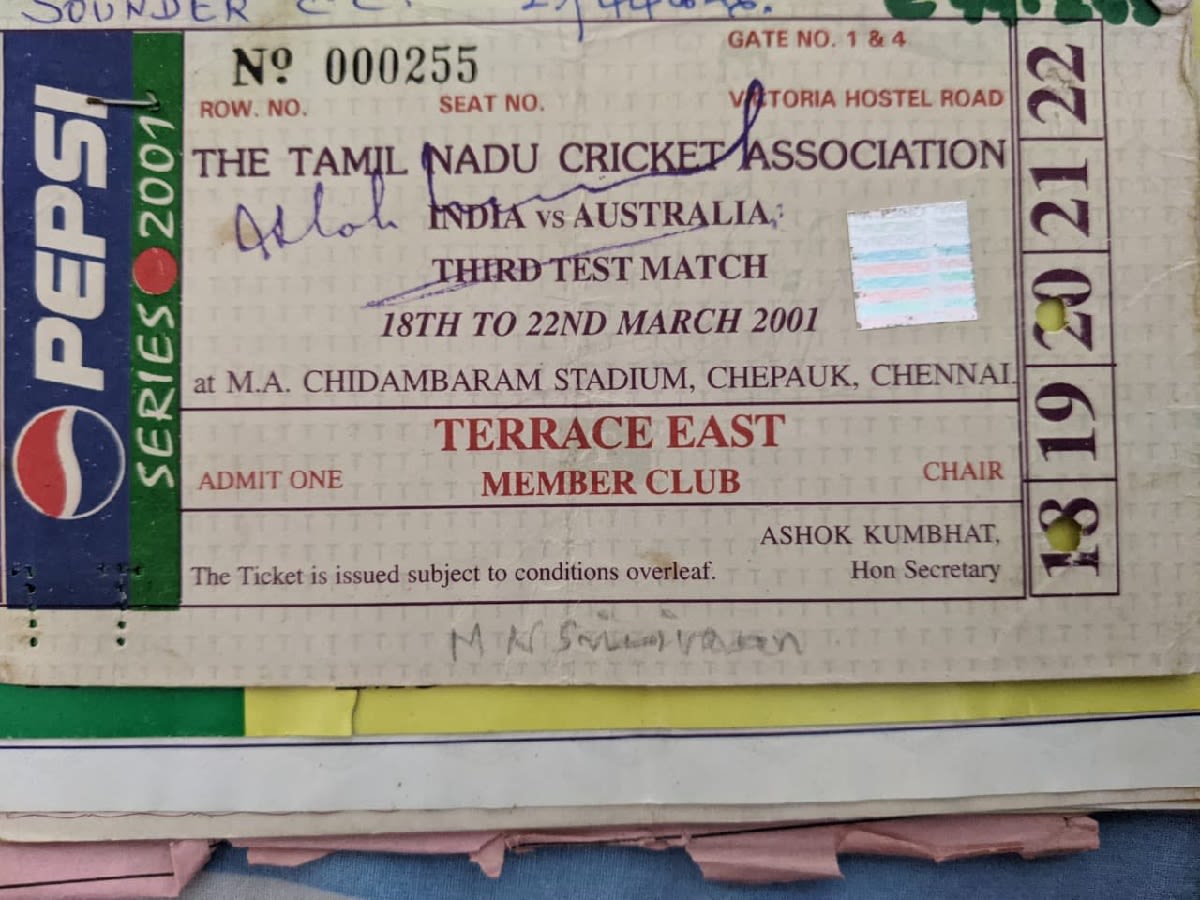 SOUNDER C.C.
GATE NO. 1 & 4
Nº 000255
ROW. NO. SEAT NO. VICTORIA HOSTEL ROAD
THE TAMIL NADU CRICKET ASSOCIATION
Ashok
INDIA VS AUSTRALIA,
THIRD TEST MATCH
18TH TO 22ND MARCH 2001
at M.A. CHIDAMBARAM STADIUM, CHEPAUK, CHENNAI.
TERRACE EAST
ADMIT ONE MEMBER CLUB CHAIR
ASHOK KUMBHAT,
The Ticket is issued subject to conditions overleaf. Hon Secretary
M N Srinivasan
PEPSI
SERIES 2001
22
21
20
19
18